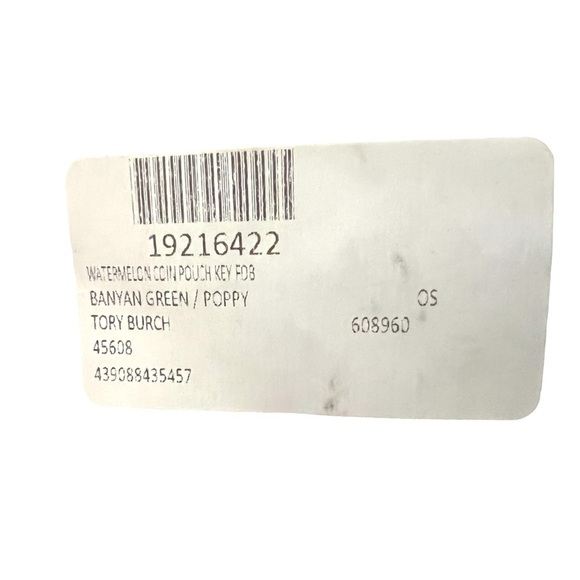 19216422
WATERMELON COIN POUCH KEY FOB
BANYAN GREEN / POPPY OS
TORY BURCH 608960
45608
439088435457